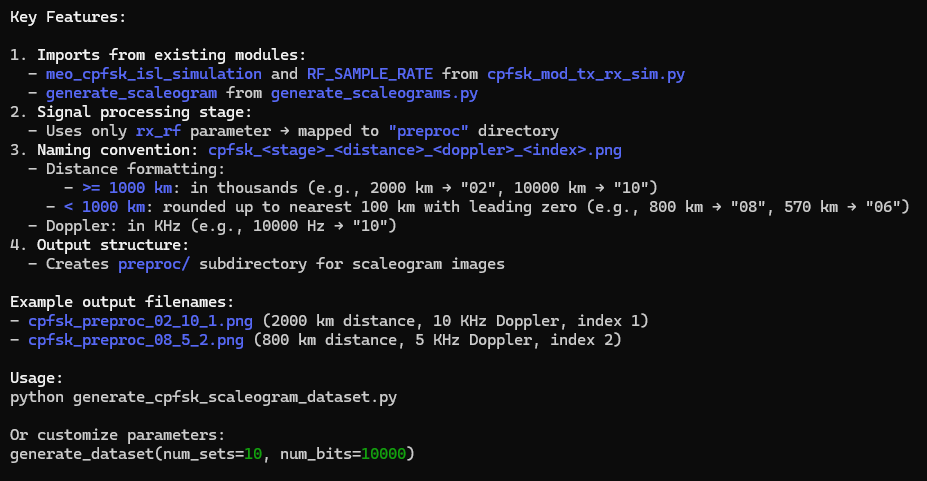 Key Features:
1. Imports from existing modules:
– meo_cpfsk_isl_simulation and RF_SAMPLE_RATE from cpfsk_mod_tx_rx_sim.py
– generate_scaleogram from generate_scaleograms.py
2. Signal processing stage:
– Uses only rx_rf parameter → mapped to "preproc" directory
3. Naming convention: cpfsk_<stage>_<distance>_<doppler>_<index>.png
– Distance formatting:
– >= 1000 km: in thousands (e.g., 2000 km → "02", 10000 km → "10")
– < 1000 km: rounded up to nearest 100 km with leading zero (e.g., 800 km → "08", 570 km → "06")
– Doppler: in KHz (e.g., 10000 Hz → "10")
4. Output structure:
– Creates preproc/ subdirectory for scaleogram images
Example output filenames:
– cpfsk_preproc_02_10_1.png (2000 km distance, 10 KHz Doppler, index 1)
– cpfsk_preproc_08_5_2.png (800 km distance, 5 KHz Doppler, index 2)
Usage:
python generate_cpfsk_scaleogram_dataset.py
Or customize parameters:
generate_dataset(num_sets=10, num_bits=10000)